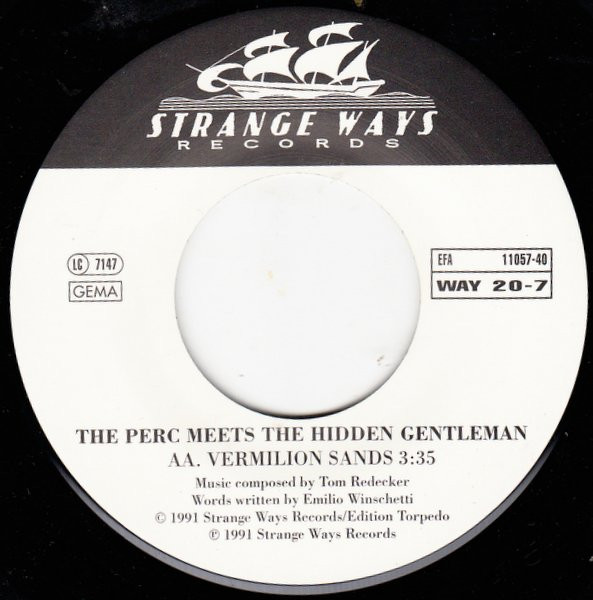 STRANGE WAYS
RECORDS
LC 7147
GEMA
EFA 11057-40
WAY 20-7
THE PERC MEETS THE HIDDEN GENTLEMAN
AA. VERMILION SANDS 3:35
Music composed by Tom Redecker
Words written by Emilio Winschetti
© 1991 Strange Ways Records/Edition Torpedo
℗ 1991 Strange Ways Records